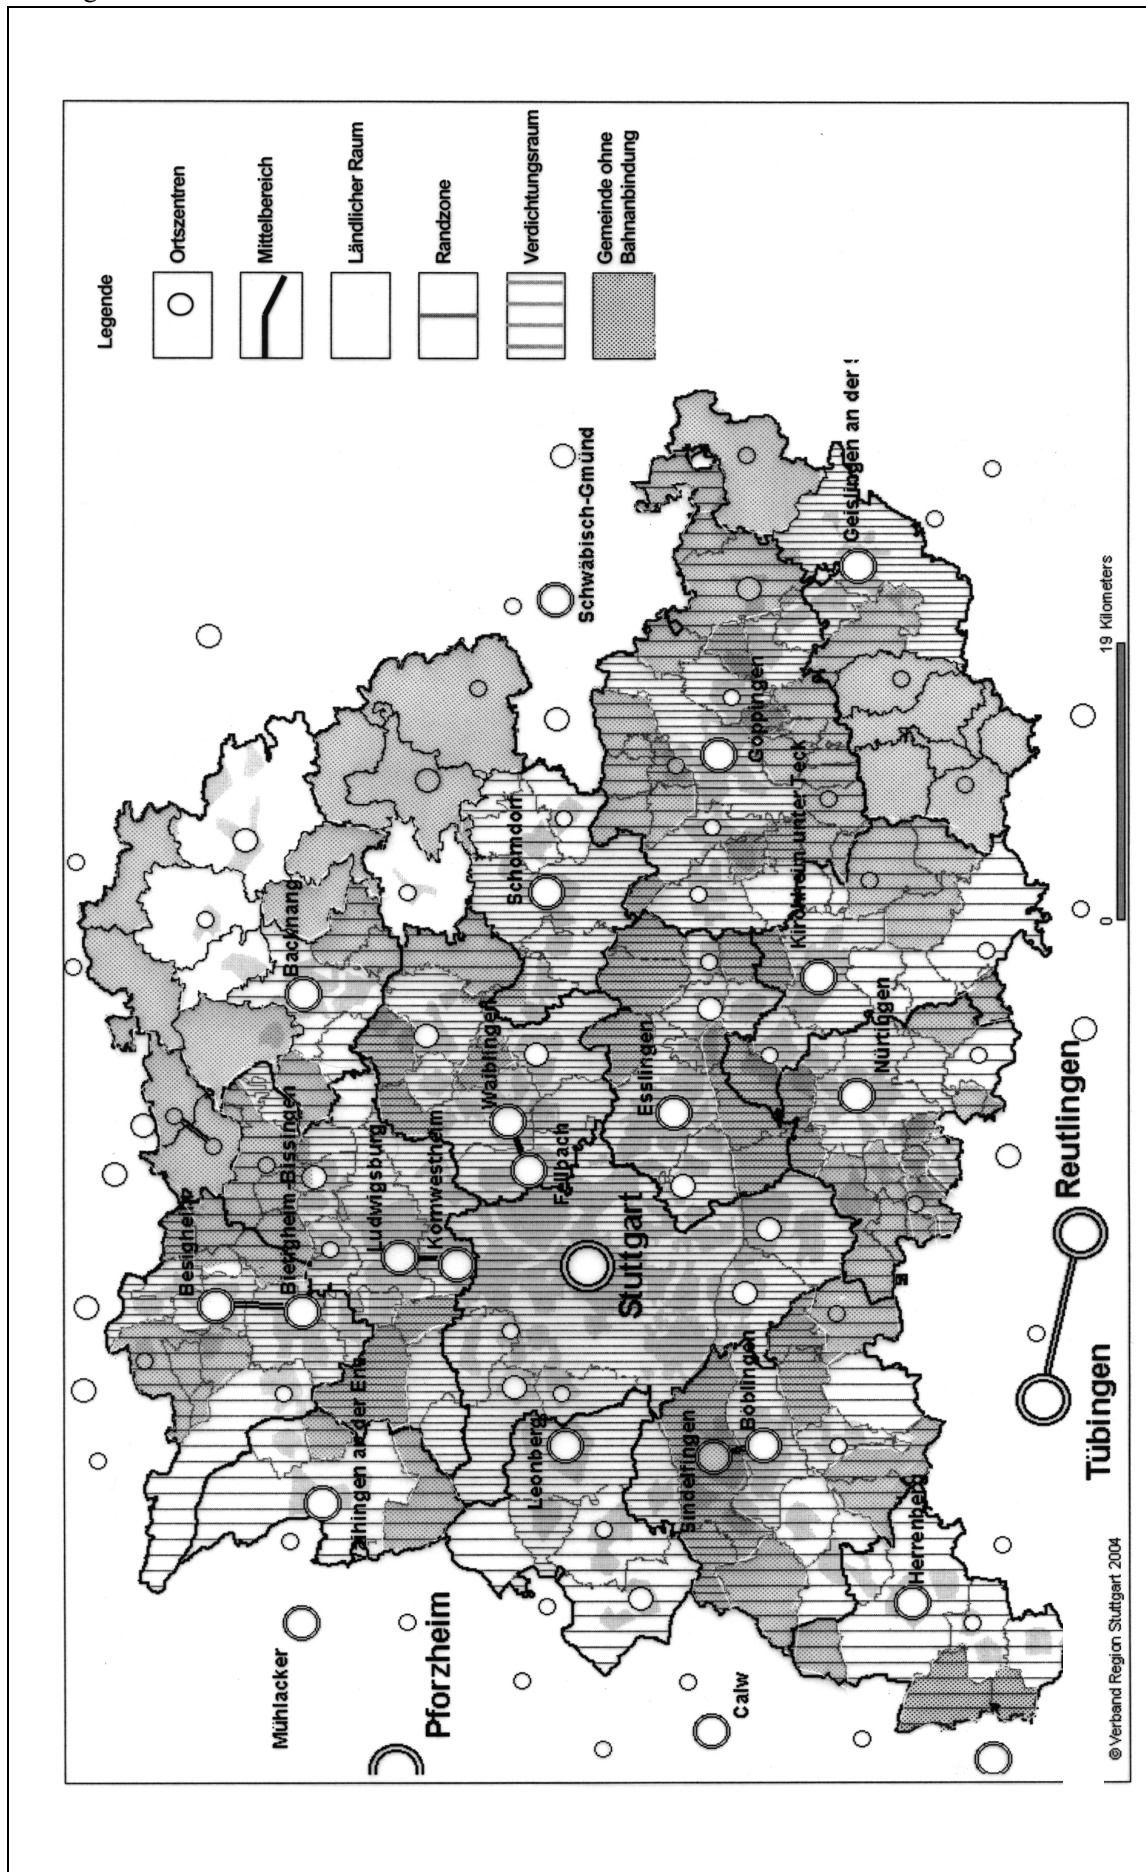 Legende
Ortszentren
Mittelbereich
Ländlicher Raum
Randzone
Verdichtungsraum
Gemeinde ohne
Bahnanbindung
Mühlacker
Pforzheim
Calw
Besigheim
Bietigheim-Bissingen
Ludwigsburg
Kornwestheim
aihingen an der Enz
Backnang
Waiblingen
Fellbach
Schorndorf
Schwäbisch-Gmünd
Stuttgart
Esslingen
Leonberg
Sindelfingen
Böblingen
Herrenberg
Göppingen
Kirchheim unter Teck
Nürtingen
Geislingen an der
Tübingen
Reutlingen
0
19 Kilometers
© Verband Region Stuttgart 2004